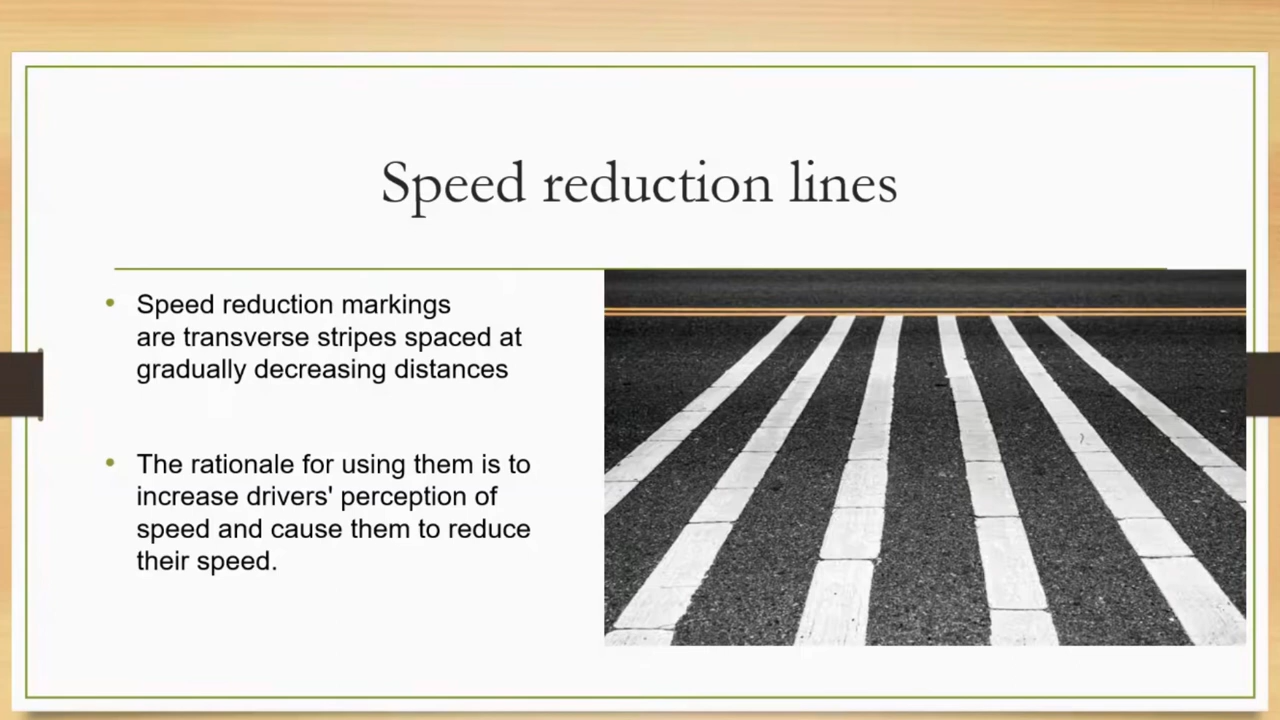 Speed reduction lines
Speed reduction markings
are transverse stripes spaced at
gradually decreasing distances
The rationale for using them is to
increase drivers' perception of
speed and cause them to reduce
their speed.